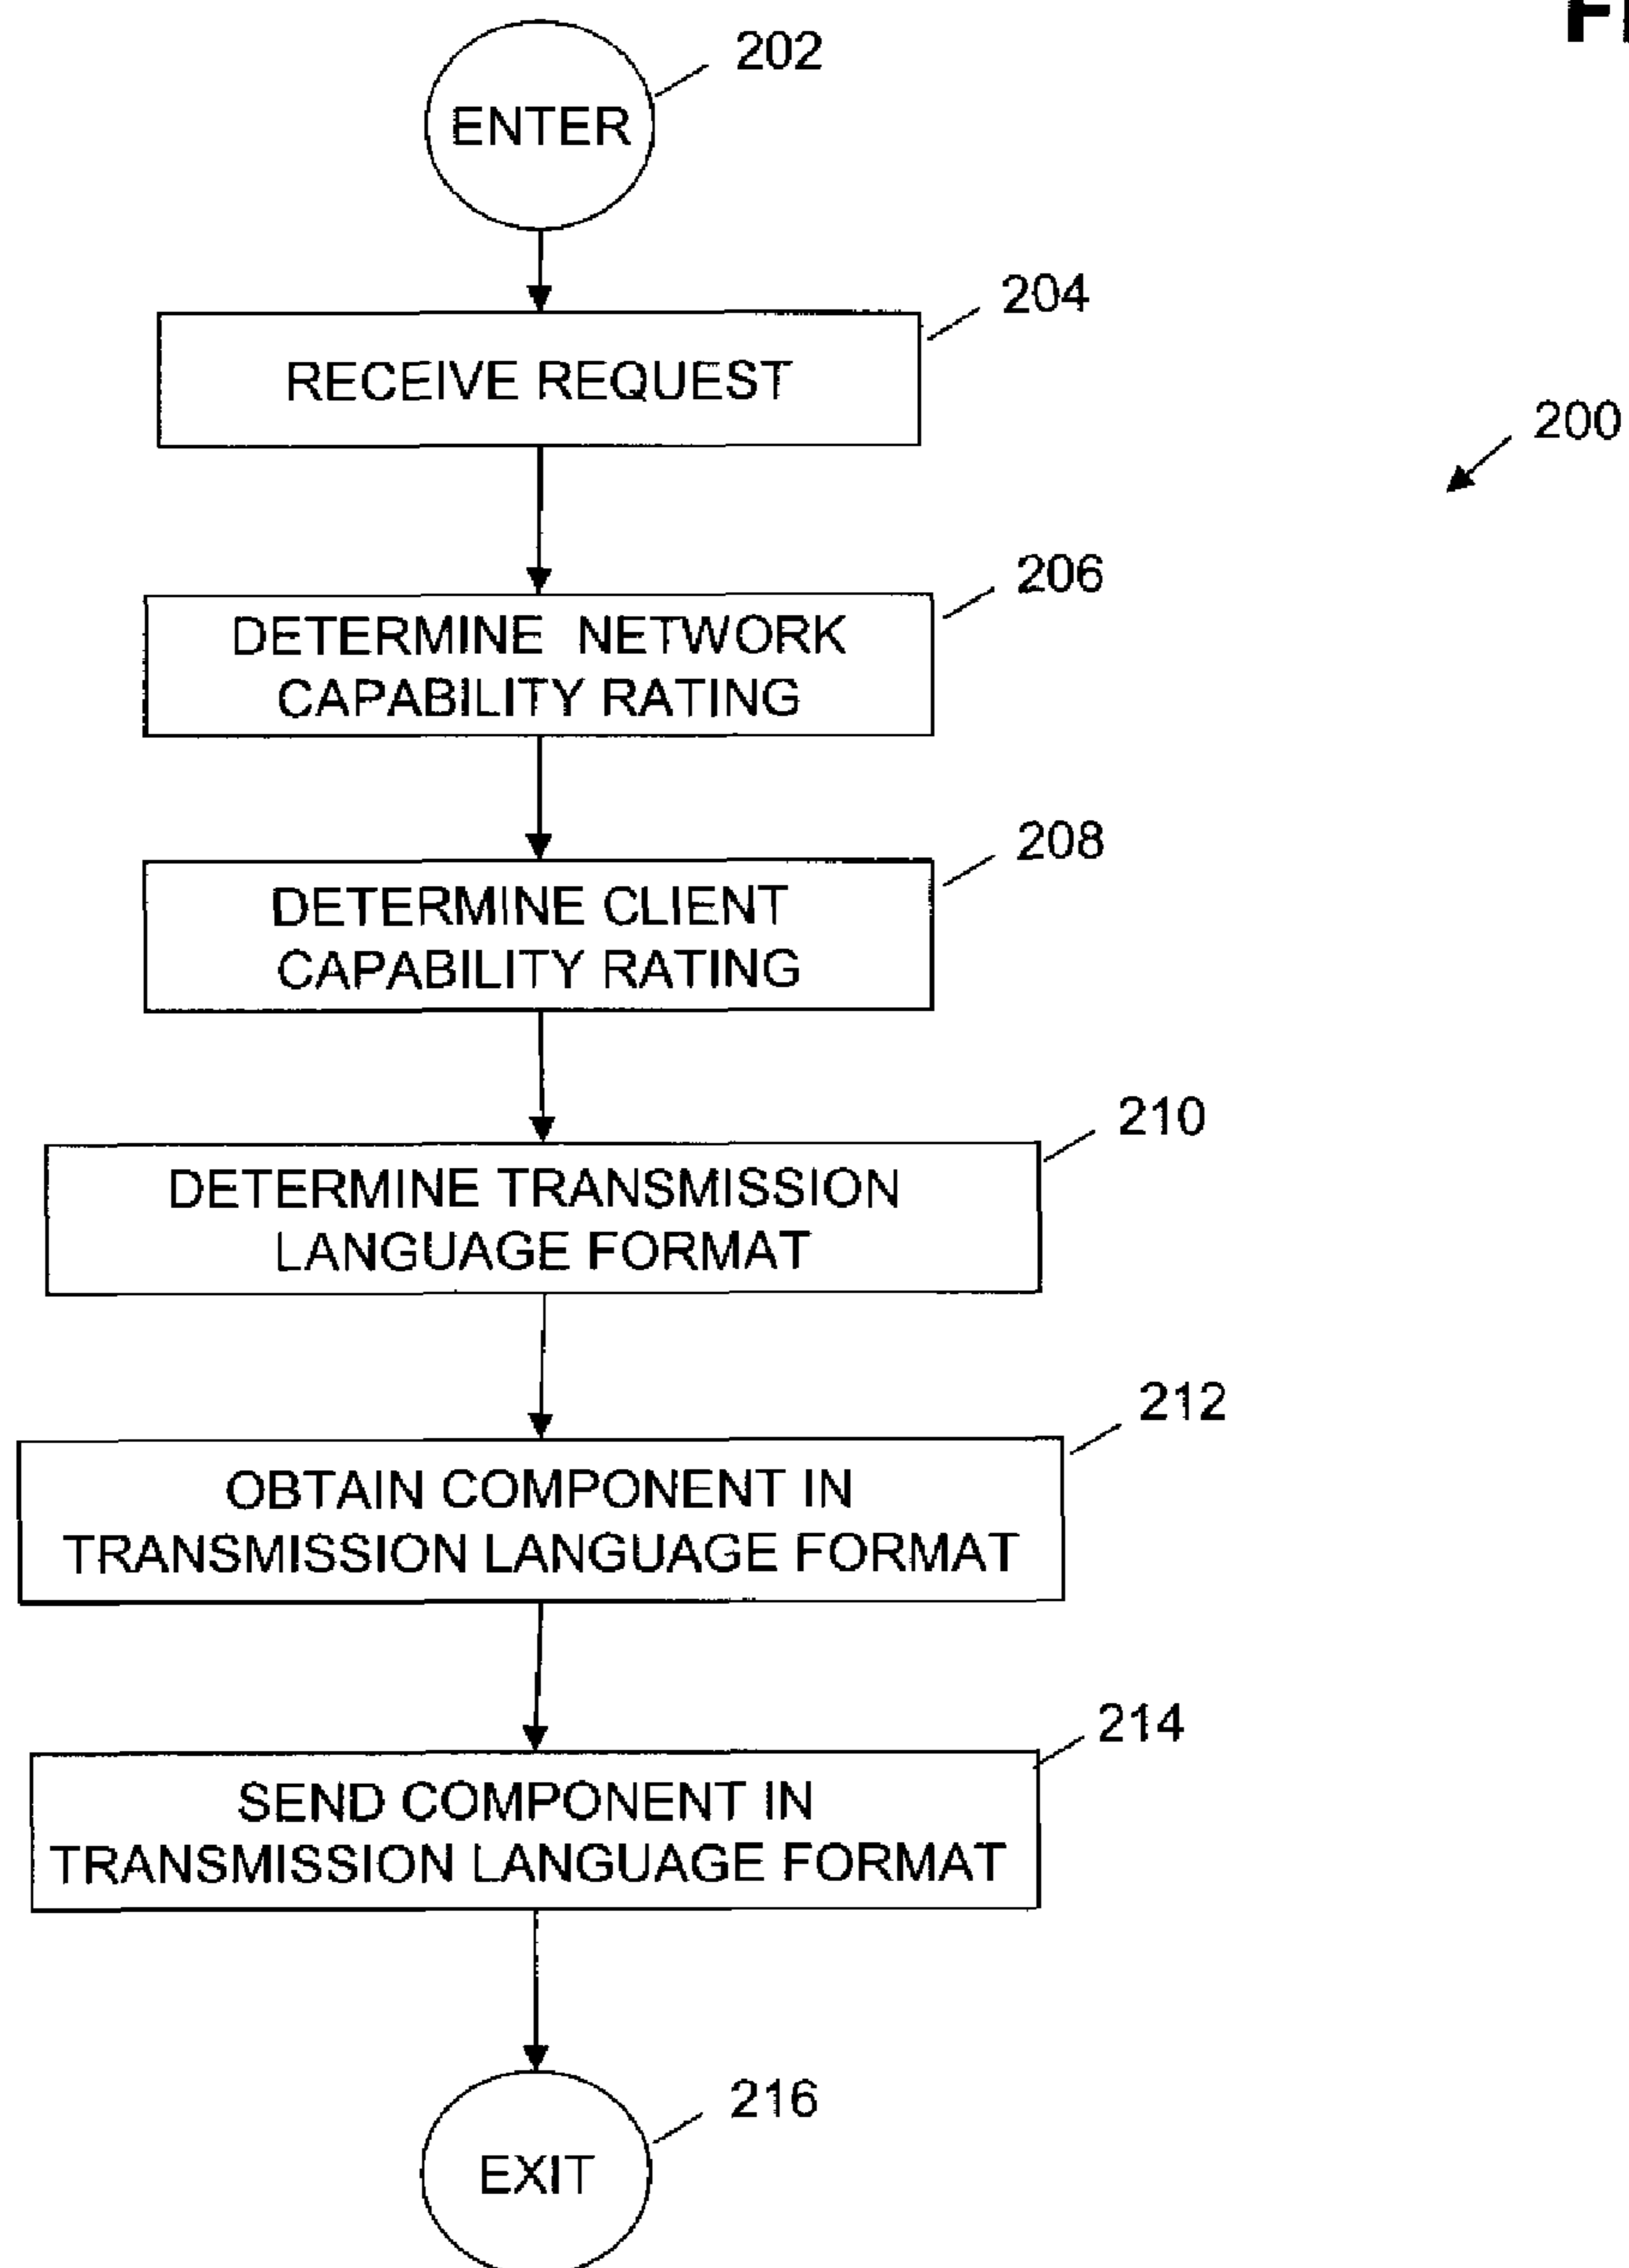 202
ENTER
204
RECEIVE REQUEST
200
206
DETERMINE NETWORK
CAPABILITY RATING
208
DETERMINE CLIENT
CAPABILITY RATING
210
DETERMINE TRANSMISSION
LANGUAGE FORMAT
212
OBTAIN COMPONENT IN
TRANSMISSION LANGUAGE FORMAT
214
SEND COMPONENT IN
TRANSMISSION LANGUAGE FORMAT
216
EXIT